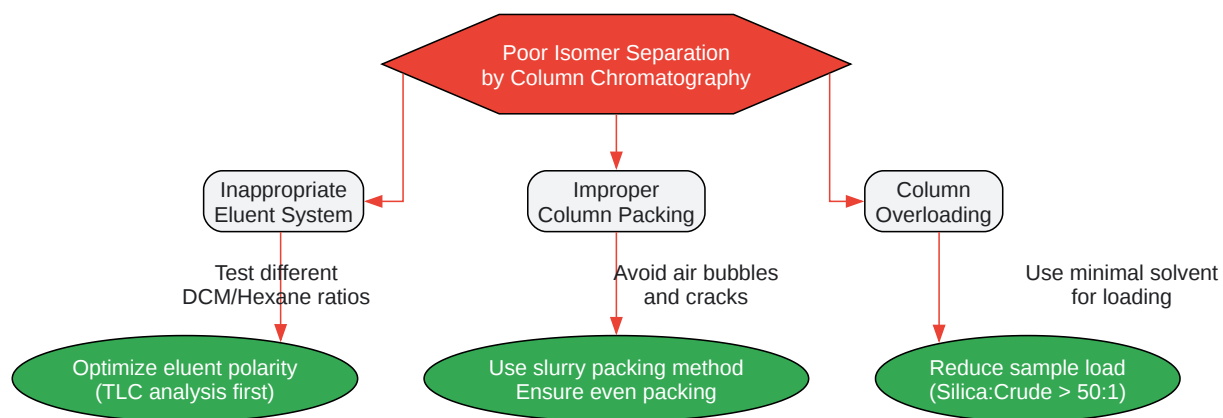 Poor Isomer Separation
by Column Chromatography
Inappropriate
Eluent System
Improper
Column Packing
Column
Overloading
Test different
DCM/Hexane ratios
Avoid air bubbles
and cracks
Use minimal solvent
for loading
Optimize eluent polarity
(TLC analysis first)
Use slurry packing method
Ensure even packing
Reduce sample load
(Silica:Crude > 50:1)